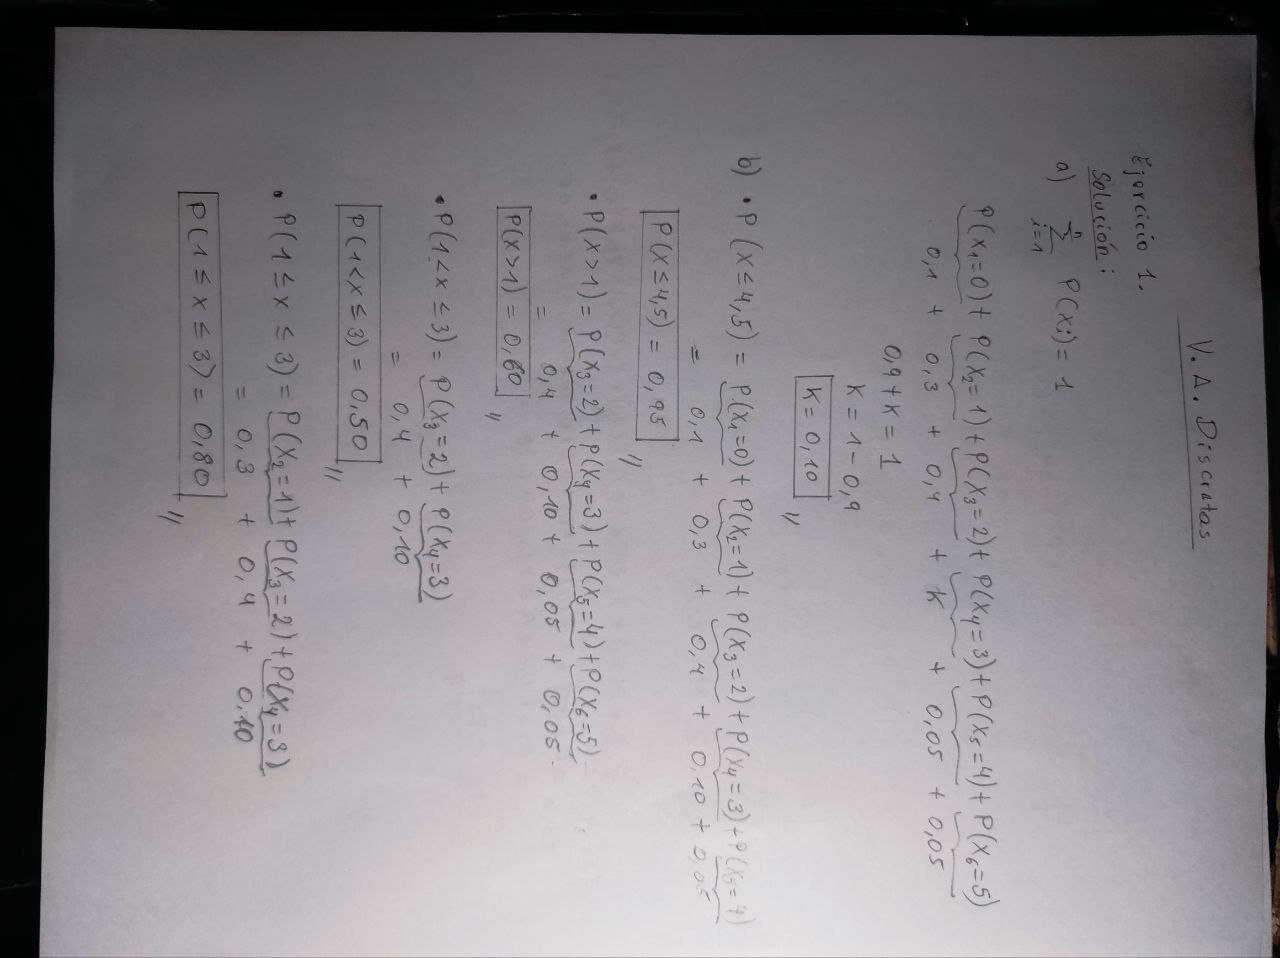 V. A. Discretas
Ejercicio 1.
Solución:
a) n∑i=1 P(xi) = 1
P(x₁=0) + P(x₂=1) + P(x₃=2) + P(x₄=3) + P(x₅=4) + P(x₆=5)
0,1 + 0,3 + 0,4 + K + 0,05 + 0,05
0,9 + K = 1
K = 1 - 0,9
K = 0,10 //
b) • P(x ≤ 4,5) = P(x₁=0) + P(x₂=1) + P(x₃=2) + P(x₄=3) + P(x₅=4)
= 0,1 + 0,3 + 0,4 + 0,10 + 0,05
P(x ≤ 4,5) = 0,95 //
• P(x > 1) = P(x₃=2) + P(x₄=3) + P(x₅=4) + P(x₆=5)
= 0,4 + 0,10 + 0,05 + 0,05
P(x > 1) = 0,60 //
• P(1 < x ≤ 3) = P(x₃=2) + P(x₄=3)
= 0,4 + 0,10
P(1 < x ≤ 3) = 0,50 //
• P(1 ≤ x ≤ 3) = P(x₂=1) + P(x₃=2) + P(x₄=3)
= 0,3 + 0,4 + 0,10
P(1 ≤ x ≤ 3) = 0,80 //